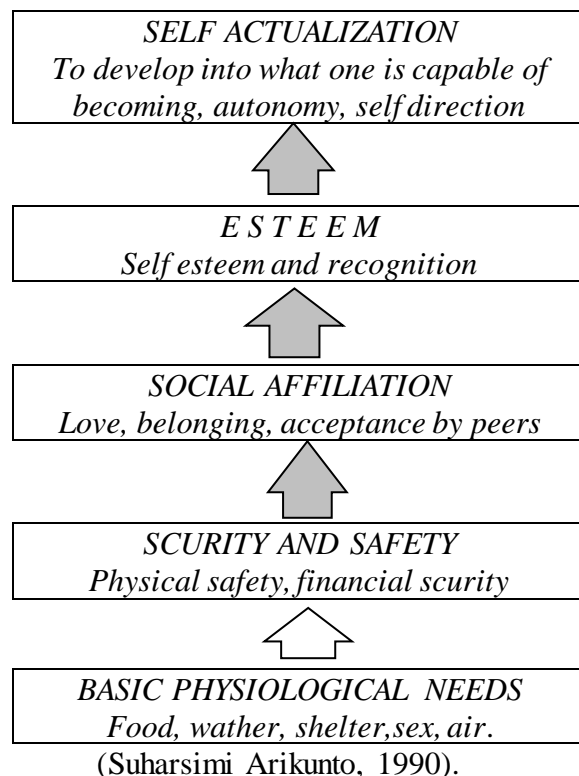 SELF ACTUALIZATION
To develop into what one is capable of
becoming, autonomy, self direction
E S T E E M
Self esteem and recognition
SOCIAL AFFILIATION
Love, belonging, acceptance by peers
SCURITY AND SAFETY
Physical safety, financial scurity
BASIC PHYSIOLOGICAL NEEDS
Food, wather, shelter,sex, air.
(Suharsimi Arikunto, 1990).